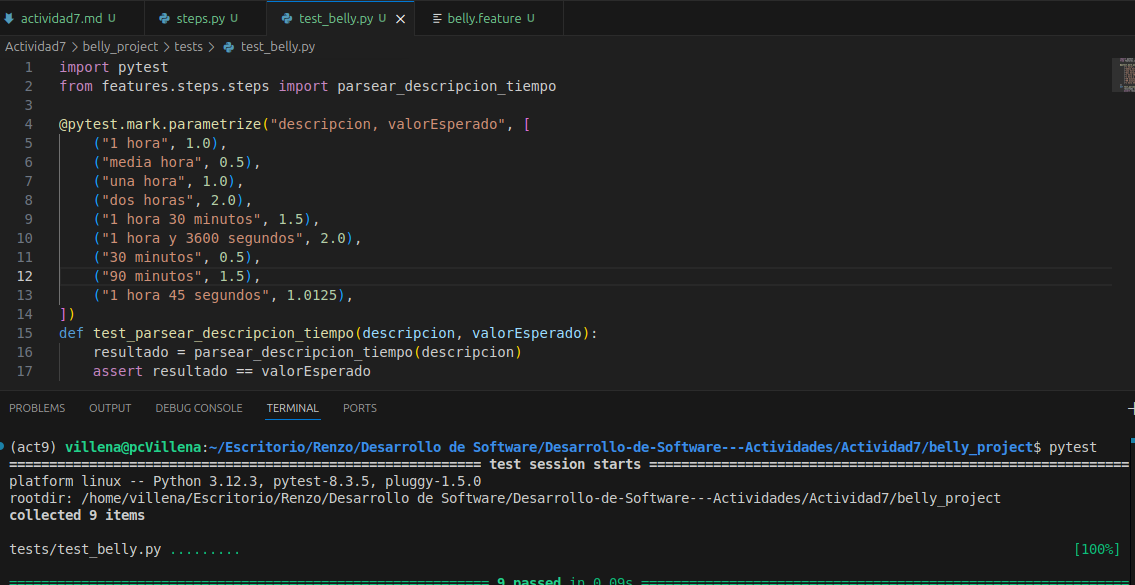 actividad7.md U
steps.py U
test_belly.py U
belly.feature U
Actividad7 > belly_project > tests > test_belly.py
1 import pytest
2 from features.steps.steps import parsear_descripcion_tiempo
3
4 @pytest.mark.parametrize("descripcion, valorEsperado", [
5 ("1 hora", 1.0),
6 ("media hora", 0.5),
7 ("una hora", 1.0),
8 ("dos horas", 2.0),
9 ("1 hora 30 minutos", 1.5),
10 ("1 hora y 3600 segundos", 2.0),
11 ("30 minutos", 0.5),
12 ("90 minutos", 1.5),
13 ("1 hora 45 segundos", 1.0125),
14 ])
15 def test_parsear_descripcion_tiempo(descripcion, valorEsperado):
16 resultado = parsear_descripcion_tiempo(descripcion)
17 assert resultado == valorEsperado
PROBLEMS OUTPUT DEBUG CONSOLE TERMINAL PORTS
(act9) villena@pcVillena:~/Escritorio/Renzo/Desarrollo de Software/Desarrollo-de-Software---Actividades/Actividad7/belly_project$ pytest
======================================================== test session starts =========================================================
platform linux -- Python 3.12.3, pytest-8.3.5, pluggy-1.5.0
rootdir: /home/villena/Escritorio/Renzo/Desarrollo de Software/Desarrollo-de-Software---Actividades/Actividad7/belly_project
collected 9 items
tests/test_belly.py ......... [100%]
========================================================= 9 passed in 0.09s ==========================================================